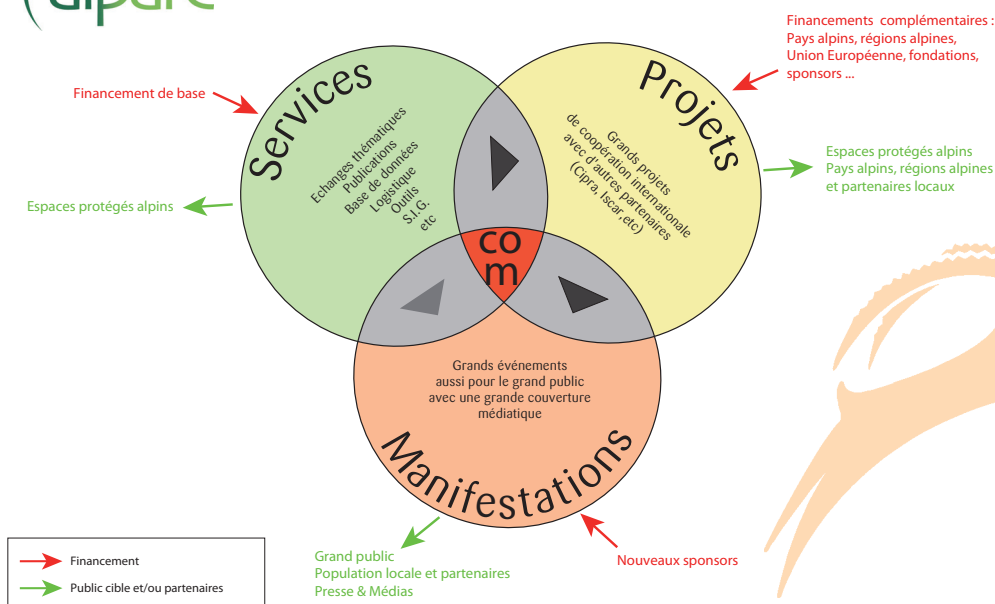 alparc
Financements complémentaires :
Pays alpins, régions alpines,
Union Européenne, fondations,
sponsors ...
Financement de base
Services
Echanges thématiques
Publications
Base de données
Logistique
Outils
S.I.G.
etc
Espaces protégés alpins
Projets
Grands projets
de coopération internationale
avec d'autres partenaires
(Cipra, Iscar,etc)
Espaces protégés alpins
Pays alpins, régions alpines
et partenaires locaux
co
m
Grands événements
aussi pour le grand public
avec une grande couverture
médiatique
Manifestations
Grand public
Population locale et partenaires
Presse & Médias
Nouveaux sponsors
Financement
Public cible et/ou partenaires